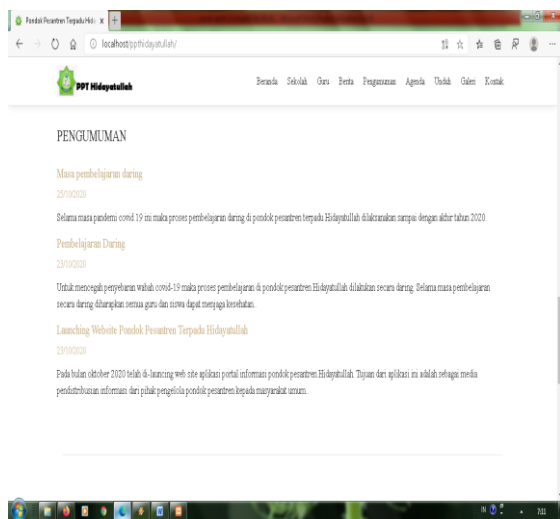 Pondok Pesantren Terpadu Hid
localhost/ppthidayatullah/
PPT Hidayatullah
Beranda Sekolah Guru Berita Pengumuman Agenda Unduh Galeri Kontak
PENGUMUMAN
Masa pembelajaran daring
25/10/2020
Selama masa pandemi covid 19 ini maka proses pembelajaran daring di pondok pesantren terpadu Hidayatullah dilaksanakan sampai dengan akhir tahun 2020.
Pembelajaran Daring
23/10/2020
Untuk mencegah penyebaran wabah covid-19 maka proses pembelajaran di pondok pesantren Hidayatullah dilakukan secara daring. Selama masa pembelajaran
secara daring diharapkan semua guru dan siswa dapat menjaga kesehatan.
Launching Website Pondok Pesantren Terpadu Hidayatullah
23/10/2020
Pada bulan oktober 2020 telah di-launcing web site aplikasi portal informasi pondok pesantren Hidayatullah. Tujuan dari aplikasi ini adalah sebagai media
pendistribusian informasi dari pihak pengelola pondok pesantren kepada masyarakat umum.
IN
7:22